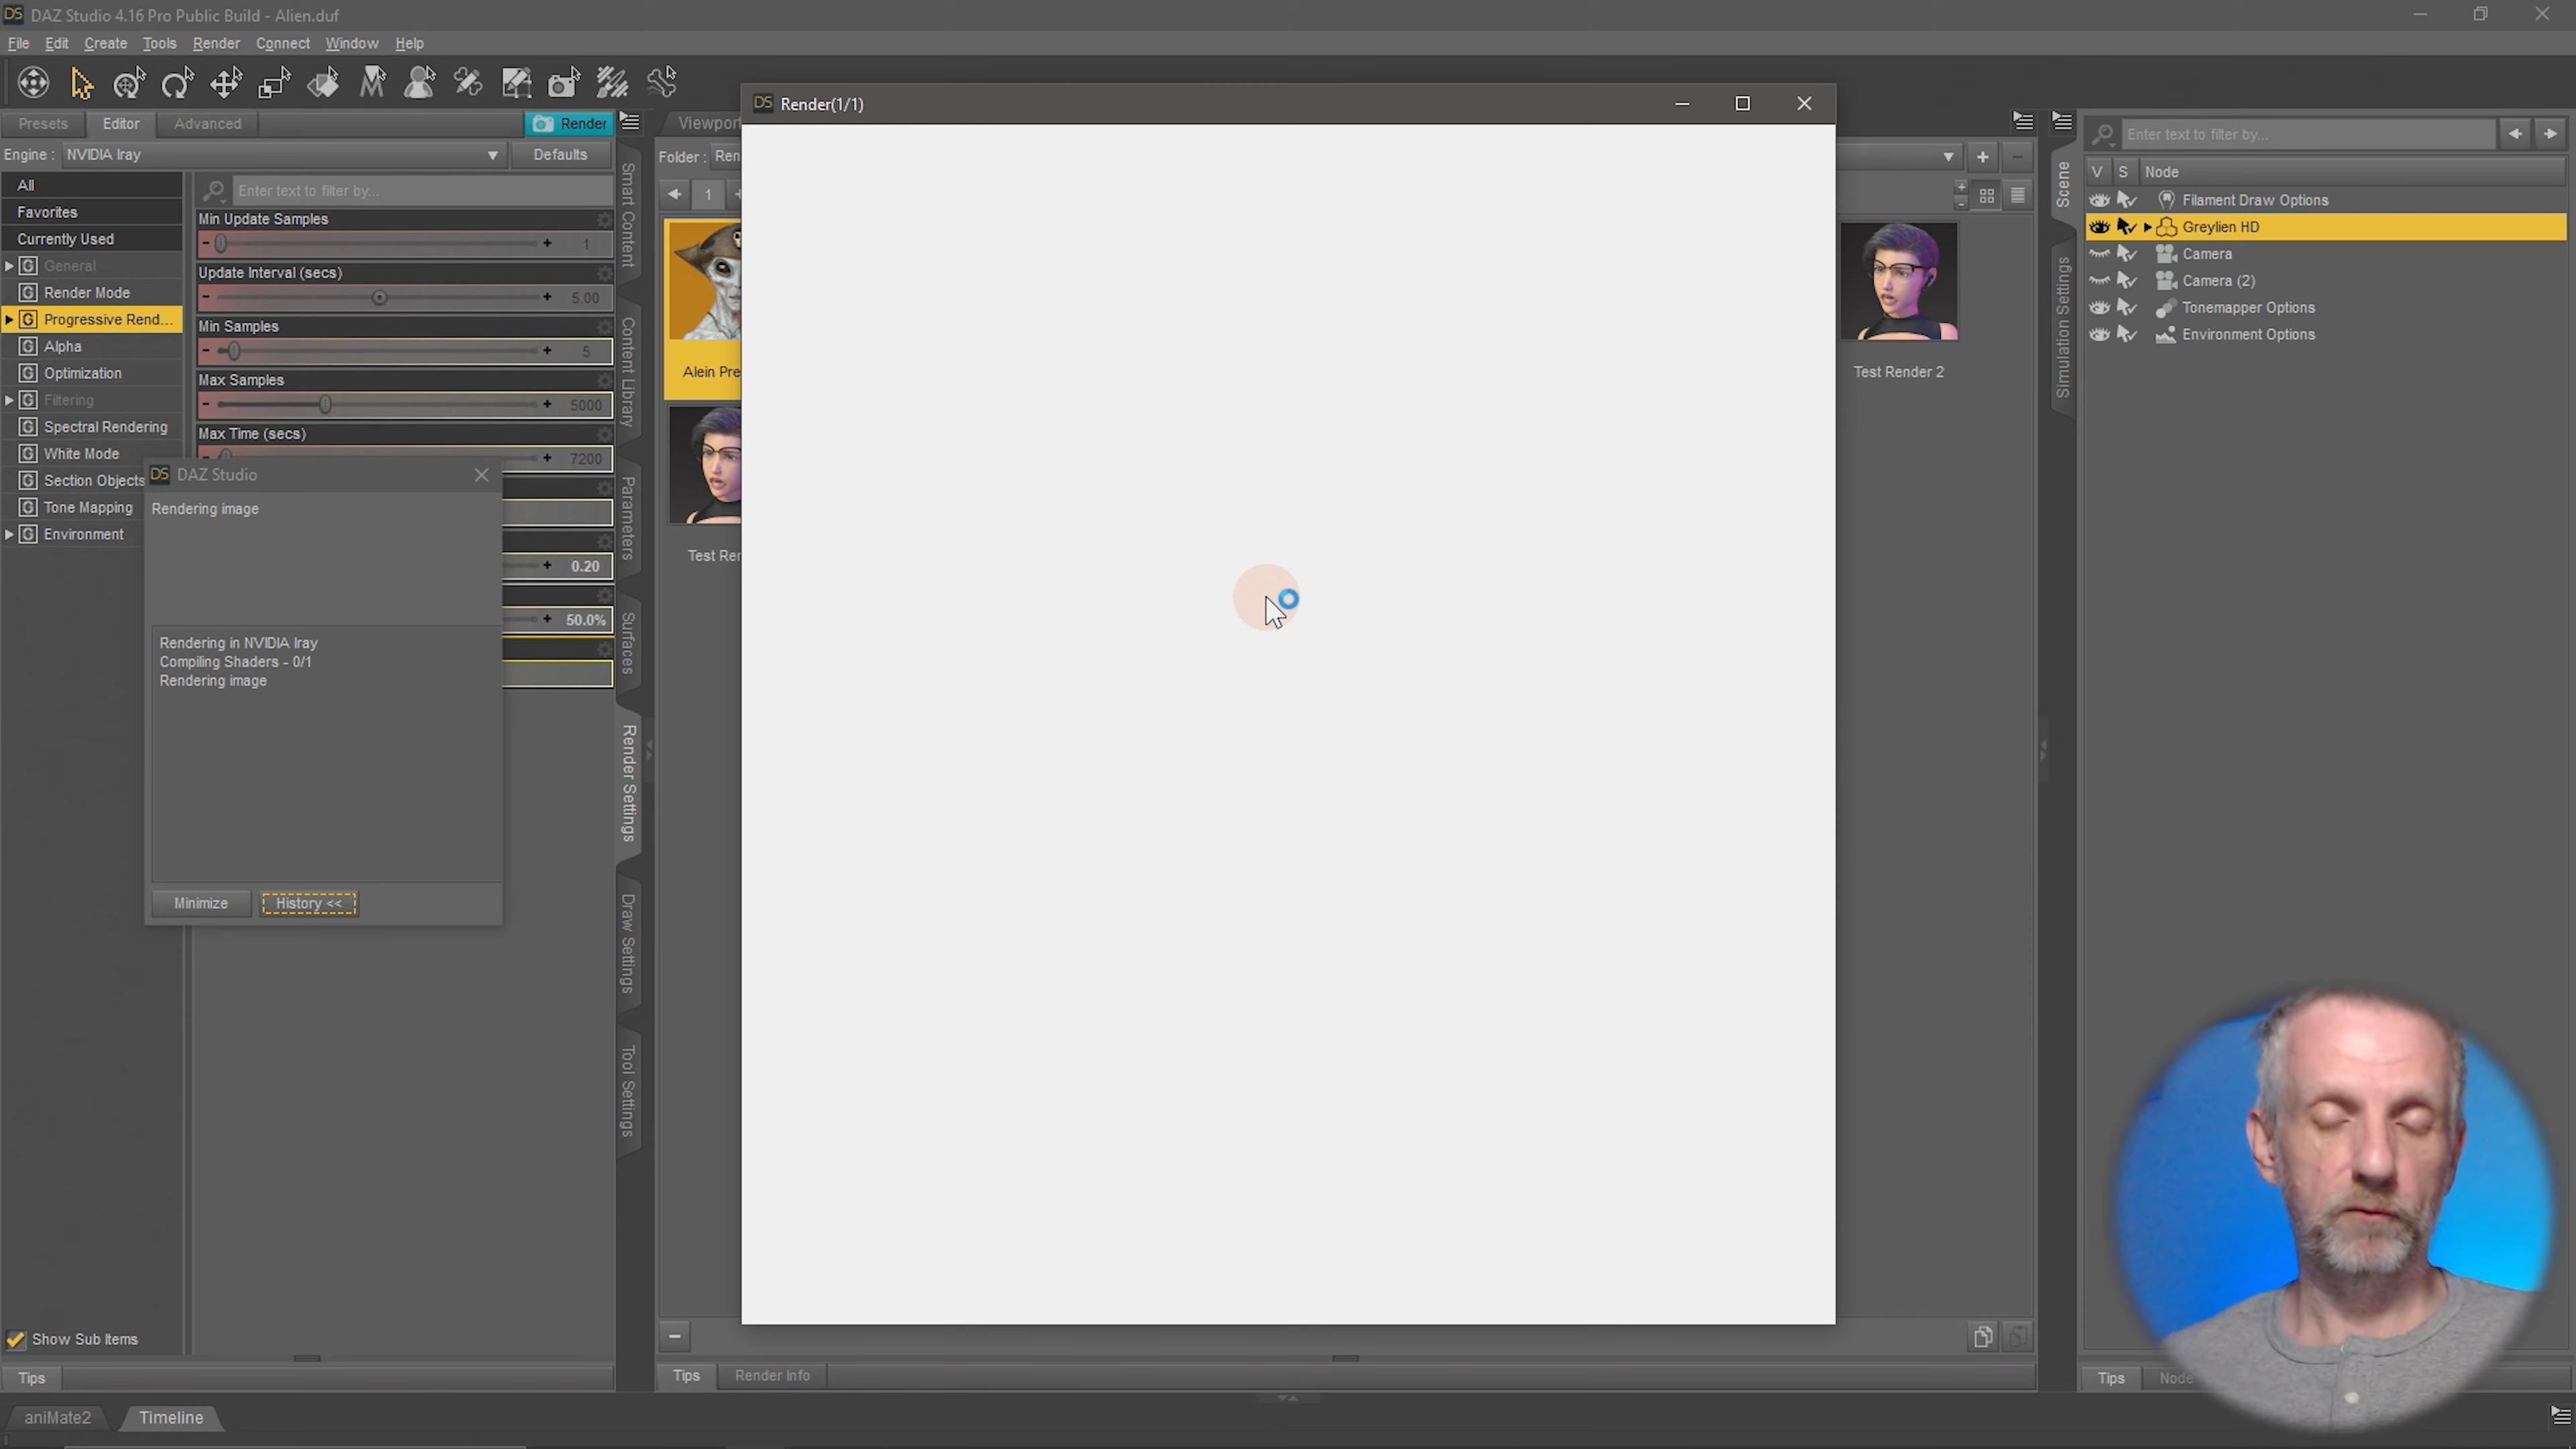 DS DAZ Studio 4.16 Pro Public Build - Alien.duf
File Edit Create Tools Render Connect Window Help
Presets Editor Advanced Render
Engine : NVIDIA Iray Defaults
All
Favorites
Currently Used
General
Render Mode
Progressive Rend...
Alpha
Optimization
Filtering
Spectral Rendering
White Mode
Section Objects
Tone Mapping
Environment
Show Sub Items
Tips
Enter text to filter by...
Min Update Samples
1
Update Interval (secs)
5.00
Min Samples
5
Max Samples
5000
Max Time (secs)
7200
0.20
50.0%
DS DAZ Studio
Rendering image
Rendering in NVIDIA Iray
Compiling Shaders - 0/1
Rendering image
Minimize History <<
Smart Content
Content Library
Parameters
Surfaces
Render Settings
Draw Settings
Tool Settings
Viewport
Folder : Ren
1
Alein Pre
Test Ren
DS Render(1/1)
Test Render 2
Tips Render Info
Scene
Simulation Settings
Enter text to filter by...
V S Node
Filament Draw Options
Greylien HD
Camera
Camera (2)
Tonemapper Options
Environment Options
Tips Node
aniMate2 Timeline